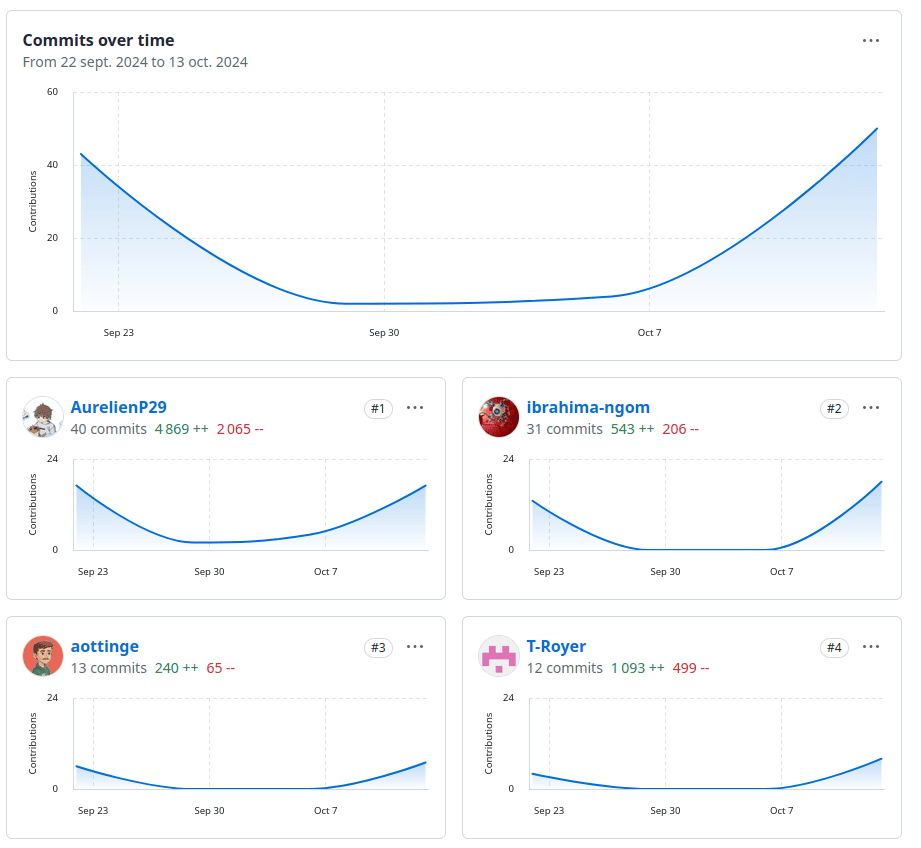 Commits over time
From 22 sept. 2024 to 13 oct. 2024
60
40
20
0
Contributions
Sep 23 Sep 30 Oct 7
AurelienP29 #1
40 commits 4 869 ++ 2 065 --
24
0
Contributions
Sep 23 Sep 30 Oct 7
ibrahima-ngom #2
31 commits 543 ++ 206 --
24
0
Contributions
Sep 23 Sep 30 Oct 7
aottinge #3
13 commits 240 ++ 65 --
24
0
Contributions
Sep 23 Sep 30 Oct 7
T-Royer #4
12 commits 1 093 ++ 499 --
24
0
Contributions
Sep 23 Sep 30 Oct 7